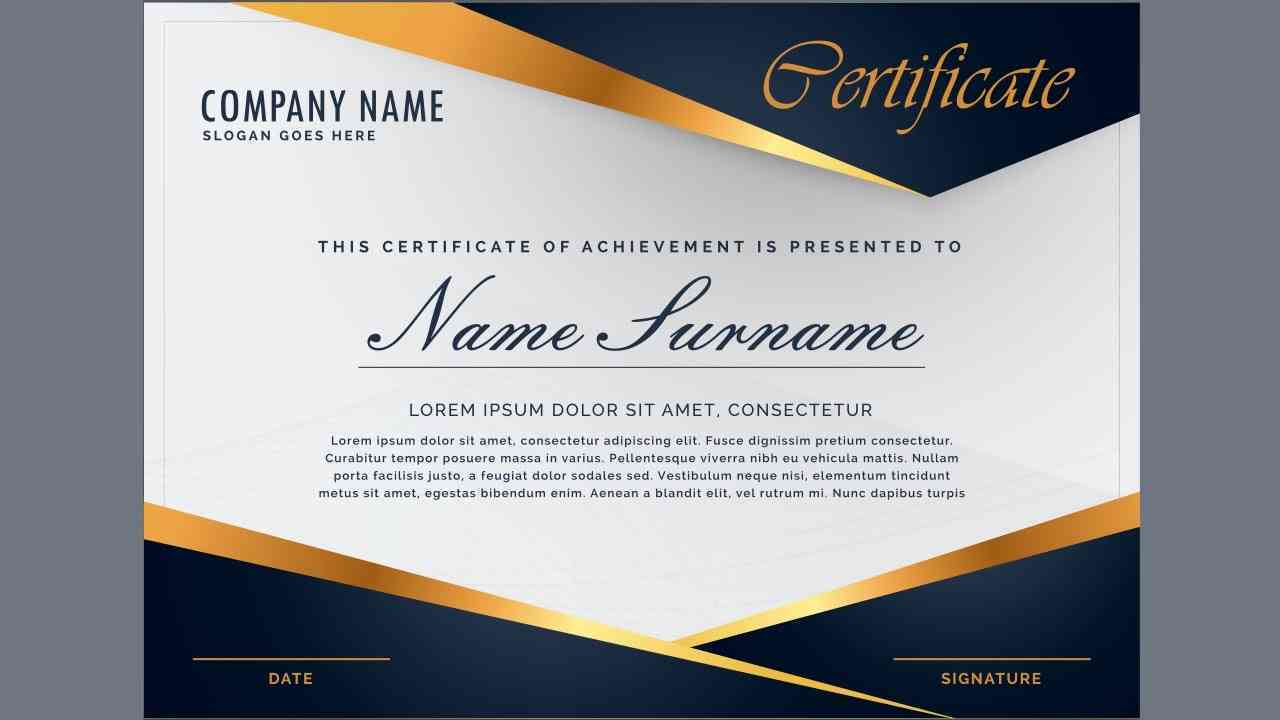 Certificate
COMPANY NAME
SLOGAN GOES HERE
THIS CERTIFICATE OF ACHIEVEMENT IS PRESENTED TO
Name Surname
LOREM IPSUM DOLOR SIT AMET, CONSECTETUR
Lorem ipsum dolor sit amet, consectetur adipiscing elit. Fusce dignissim pretium consectetur.
Curabitur tempor posuere massa in varius. Pellentesque viverra nibh eu vehicula mattis. Nullam
porta facilisis justo, a feugiat dolor sodales sed. Vestibulum neque nisi, elementum tincidunt
metus sit amet, egestas bibendum enim. Aenean a blandit elit, vel rutrum mi. Nunc dapibus turpis
DATE
SIGNATURE